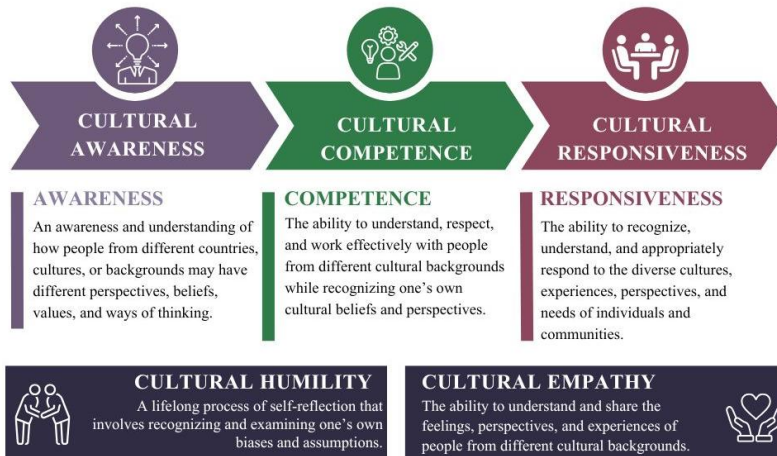 CULTURAL
AWARENESS
CULTURAL
COMPETENCE
CULTURAL
RESPONSIVENESS
AWARENESS
An awareness and understanding of
how people from different countries,
cultures, or backgrounds may have
different perspectives, beliefs,
values, and ways of thinking.
COMPETENCE
The ability to understand, respect,
and work effectively with people
from different cultural backgrounds
while recognizing one’s own
cultural beliefs and perspectives.
RESPONSIVENESS
The ability to recognize,
understand, and appropriately
respond to the diverse cultures,
experiences, perspectives, and
needs of individuals and
communities.
CULTURAL HUMILITY
A lifelong process of self-reflection that
involves recognizing and examining one’s own
biases and assumptions.
CULTURAL EMPATHY
The ability to understand and share the
feelings, perspectives, and experiences of
people from different cultural backgrounds.